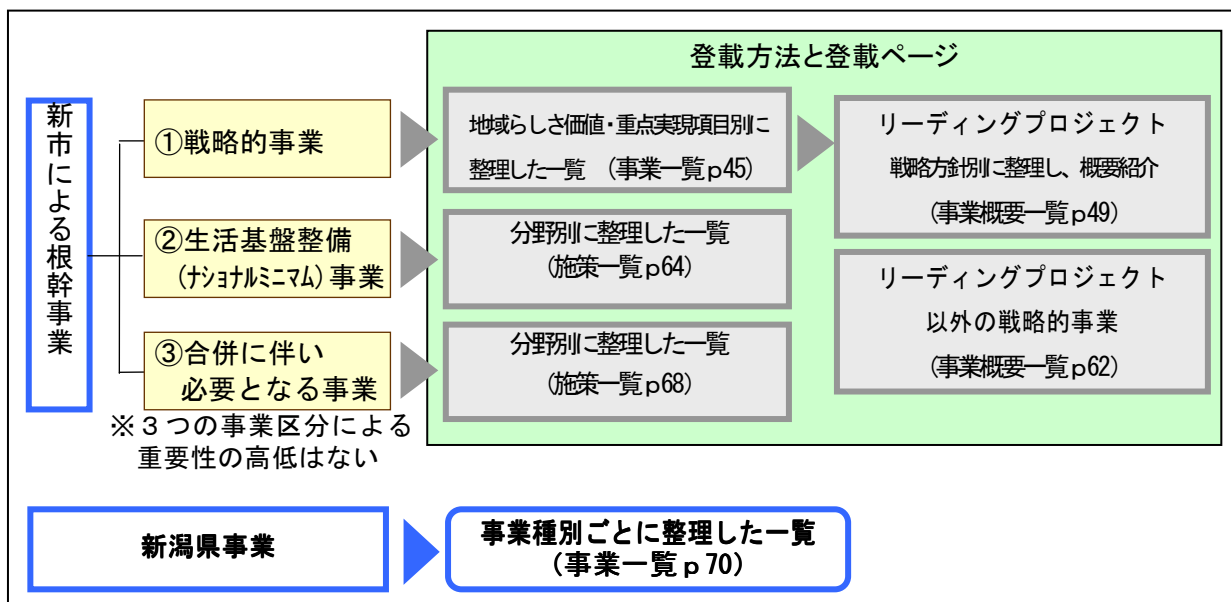 登載方法と登載ページ
新市による根幹事業
①戦略的事業
地域らしさ価値・重点実現項目別に
整理した一覧 （事業一覧ｐ45）
リーディングプロジェクト
戦略方針別に整理し、概要紹介
（事業概要一覧ｐ49）
②生活基盤整備
（ﾅｼｮﾅﾙﾐﾆﾏﾑ）事業
分野別に整理した一覧
（施策一覧ｐ64）
リーディングプロジェクト
以外の戦略的事業
（事業概要一覧ｐ62）
③合併に伴い
必要となる事業
分野別に整理した一覧
（施策一覧ｐ68）
※３つの事業区分による
重要性の高低はない
新潟県事業
事業種別ごとに整理した一覧
（事業一覧ｐ70）